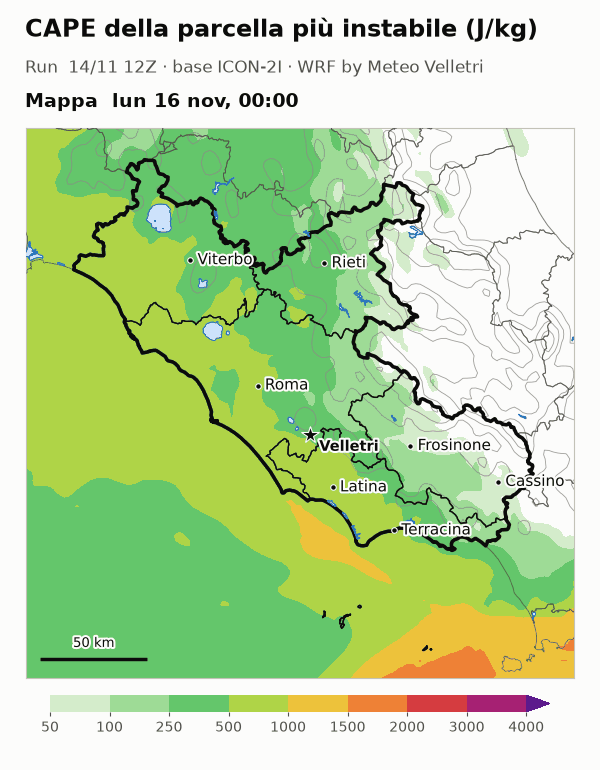 CAPE della parcella più instabile (J/kg)
Run 14/11 12Z · base ICON-2I · WRF by Meteo Velletri
Mappa lun 16 nov, 00:00
Viterbo
Rieti
Roma
Velletri
Frosinone
Latina
Cassino
Terracina
50 km
50 100 250 500 1000 1500 2000 3000 4000